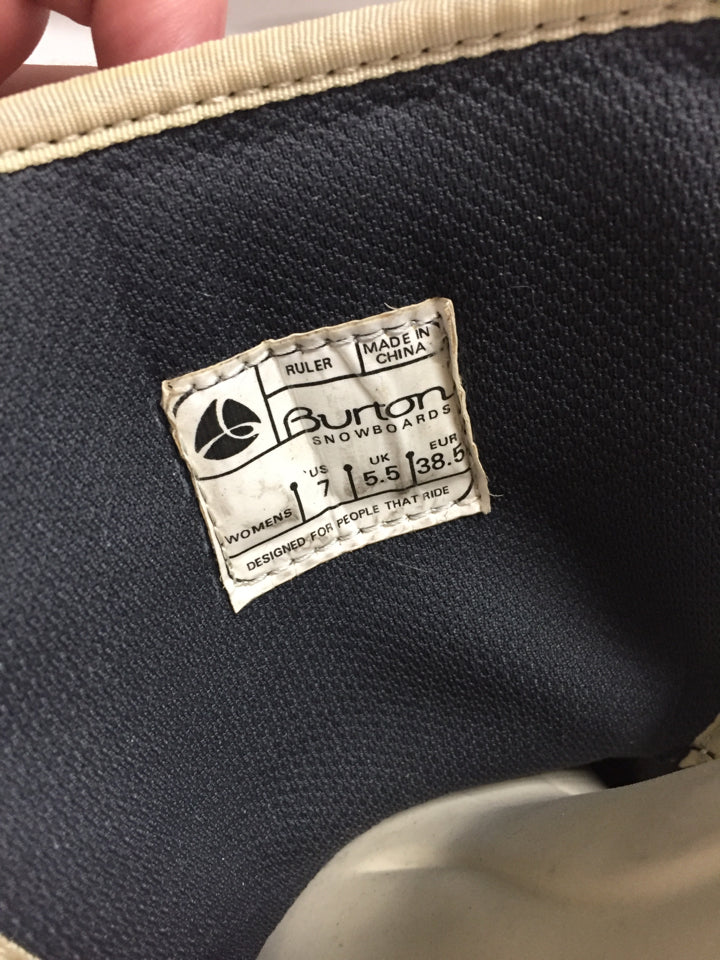 RULER
MADE IN
CHINA
Burton
SNOWBOARDS
WOMENS US 7 UK 5.5 EUR 38.5
DESIGNED FOR PEOPLE THAT RIDE